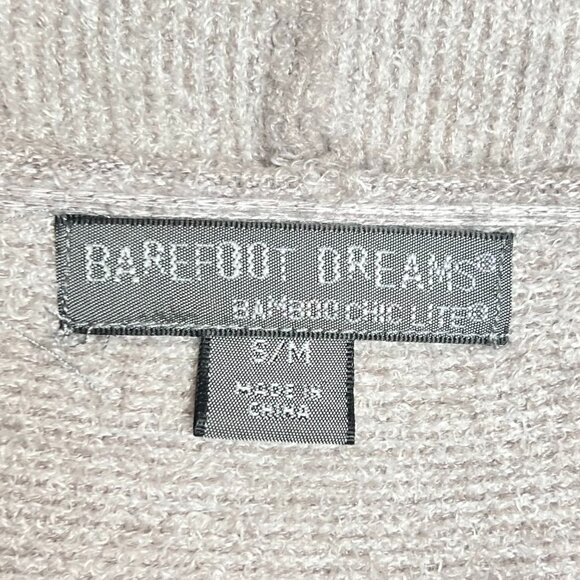 BAREFOOT DREAMS®
BAMBOO CHIC LITE®
S/M
MADE IN
CHINA